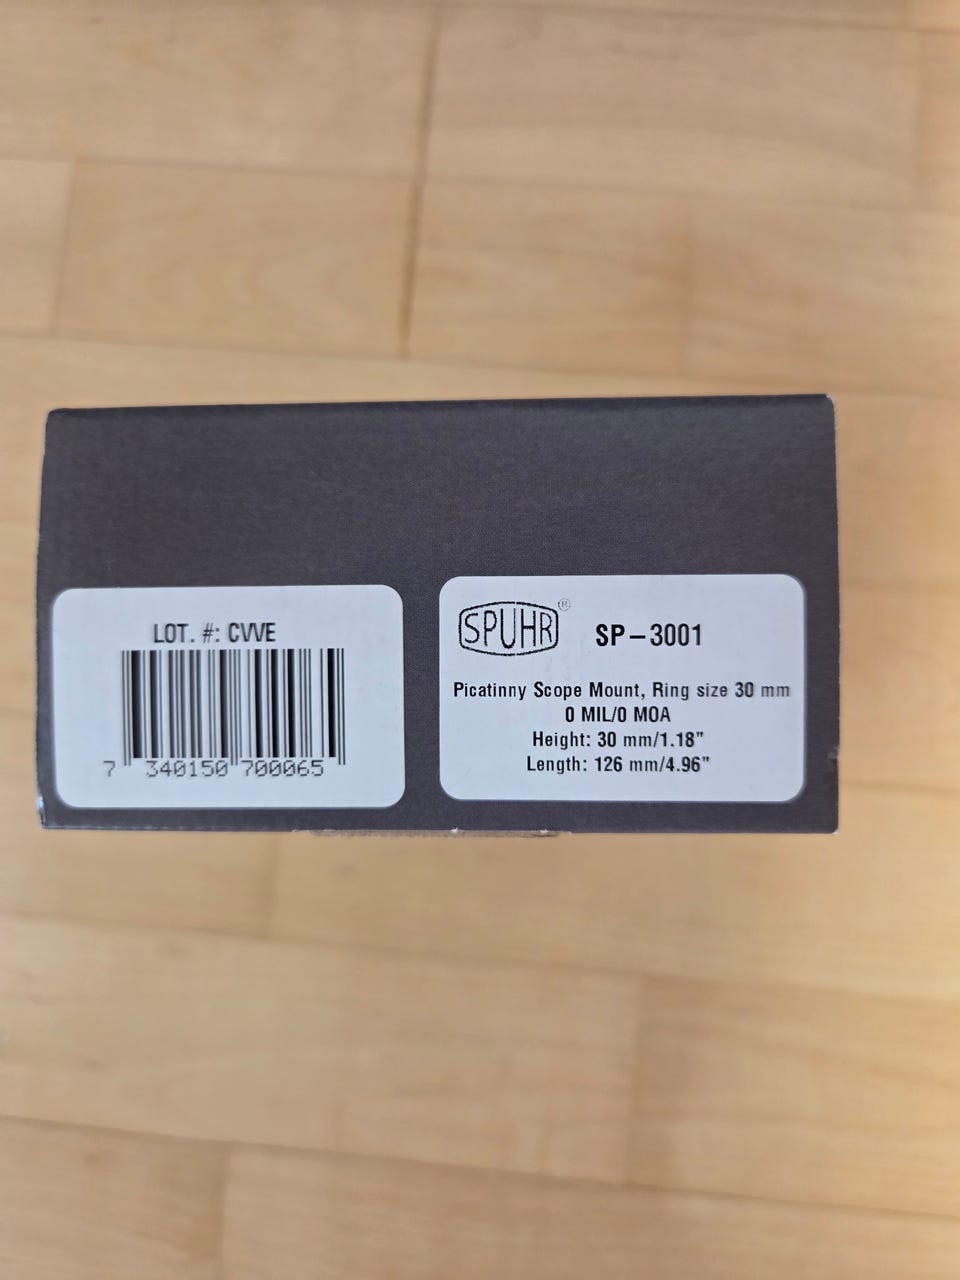 LOT. #: CVVE
7 340150 700065
SPUHR® SP-3001
Picatinny Scope Mount, Ring size 30 mm
0 MIL/0 MOA
Height: 30 mm/1.18”
Length: 126 mm/4.96”